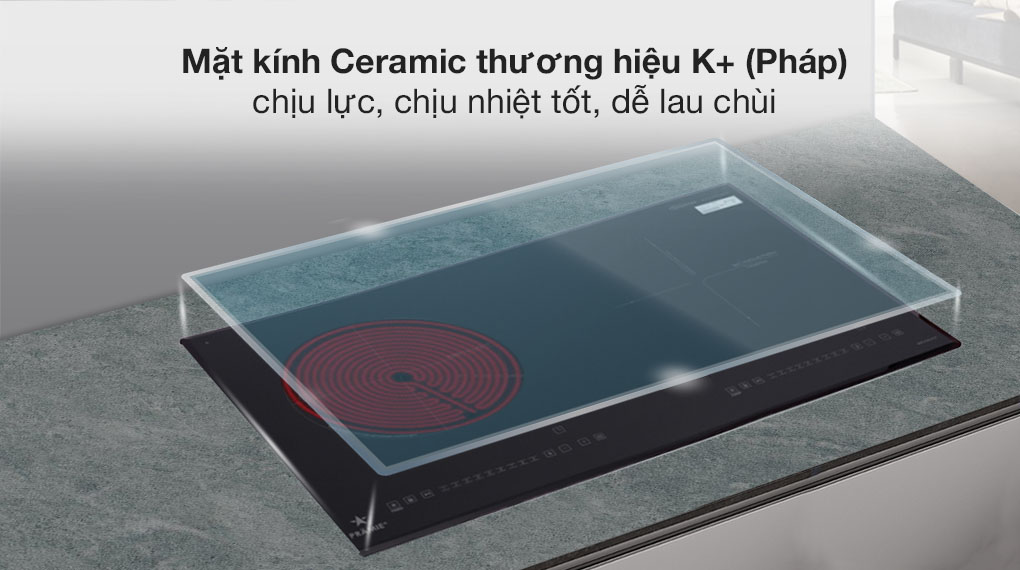 Mặt kính Ceramic thương hiệu K+ (Pháp)
chịu lực, chịu nhiệt tốt, dễ lau chùi